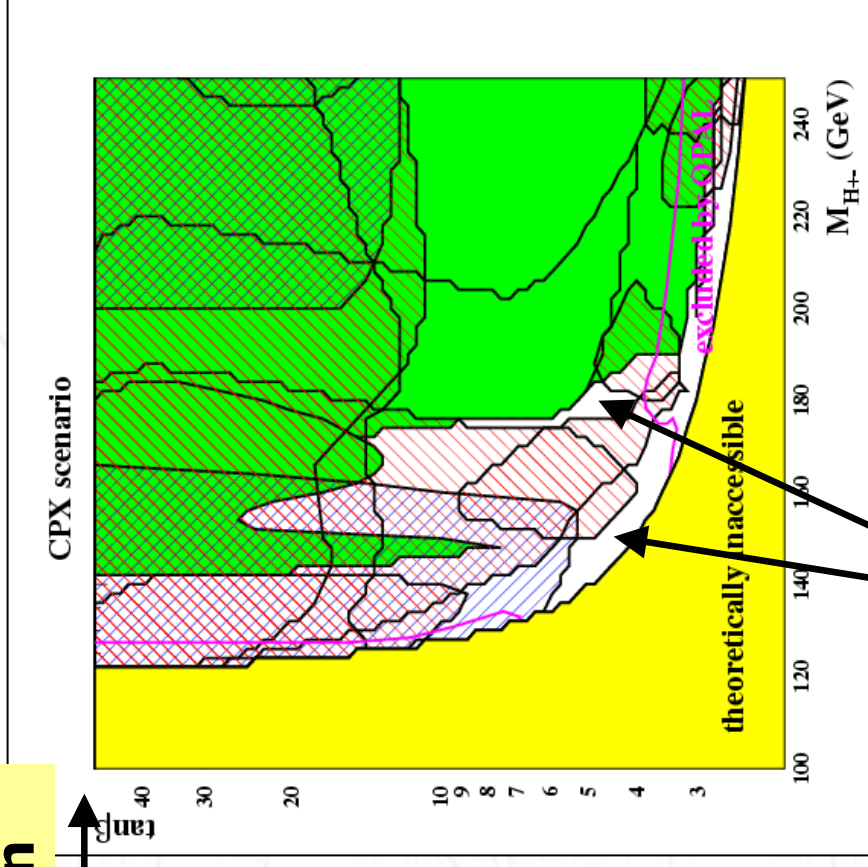 n
CPX scenario
tanβ
40
30
20
10
9
8
7
6
5
4
3
excluded by OPAL
theoretically inaccessible
100 120 140 160 180 200 220 240
M_H+- (GeV)